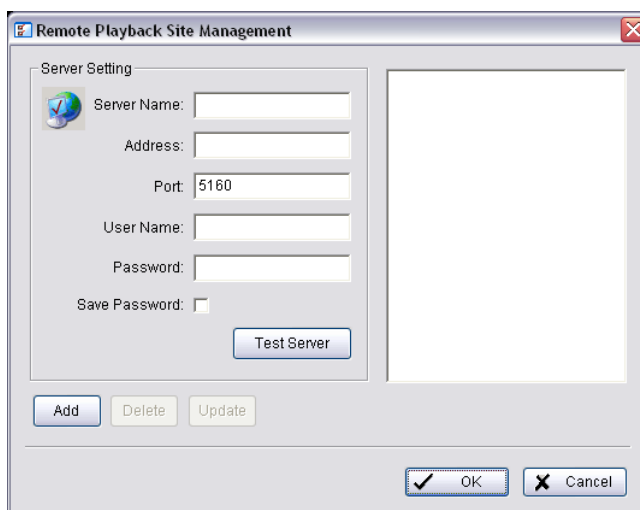 Remote Playback Site Management
Server Setting
Server Name:
Address:
Port: 5160
User Name:
Password:
Save Password:
Test Server
Add Delete Update
OK Cancel